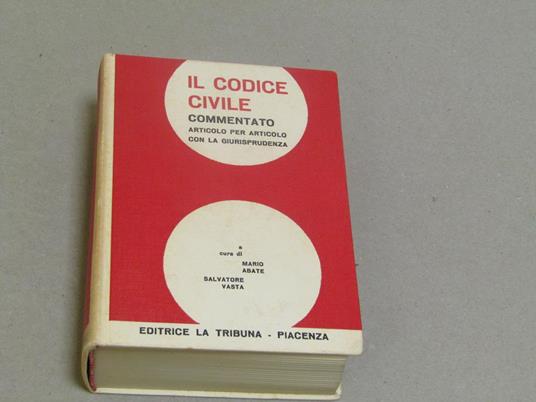 IL CODICE
CIVILE
COMMENTATO
ARTICOLO PER ARTICOLO
CON LA GIURISPRUDENZA
a
cura di
MARIO
ABATE
SALVATORE
VASTA
EDITRICE LA TRIBUNA - PIACENZA